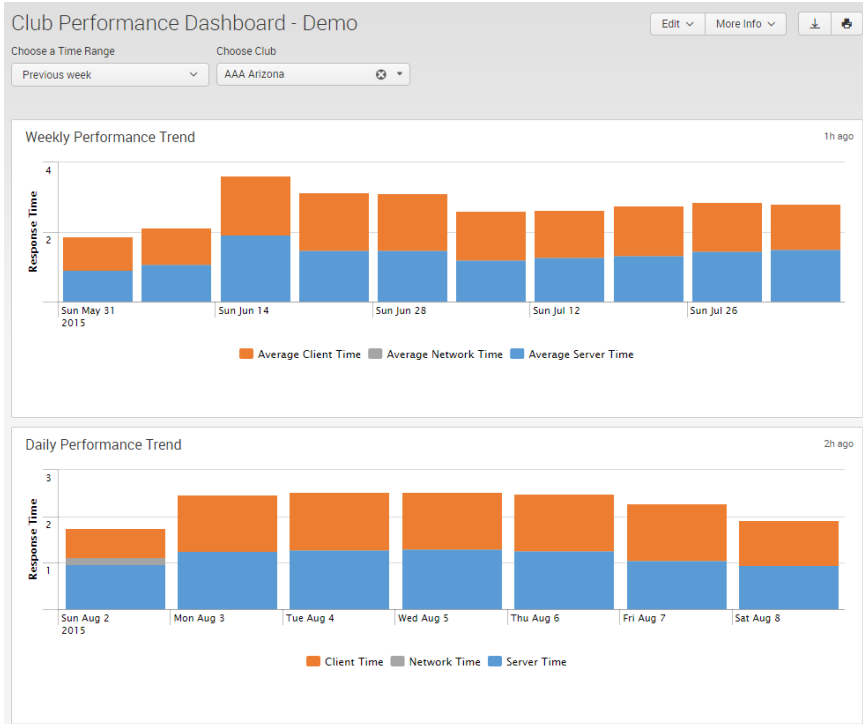 Club Performance Dashboard - Demo
Edit More Info
Choose a Time Range Choose Club
Previous week AAA Arizona
Weekly Performance Trend 1h ago
4
2
Response Time
Sun May 31 Sun Jun 14 Sun Jun 28 Sun Jul 12 Sun Jul 26
2015
Average Client Time Average Network Time Average Server Time
Daily Performance Trend 2h ago
3
2
1
Response Time
Sun Aug 2 Mon Aug 3 Tue Aug 4 Wed Aug 5 Thu Aug 6 Fri Aug 7 Sat Aug 8
2015
Client Time Network Time Server Time